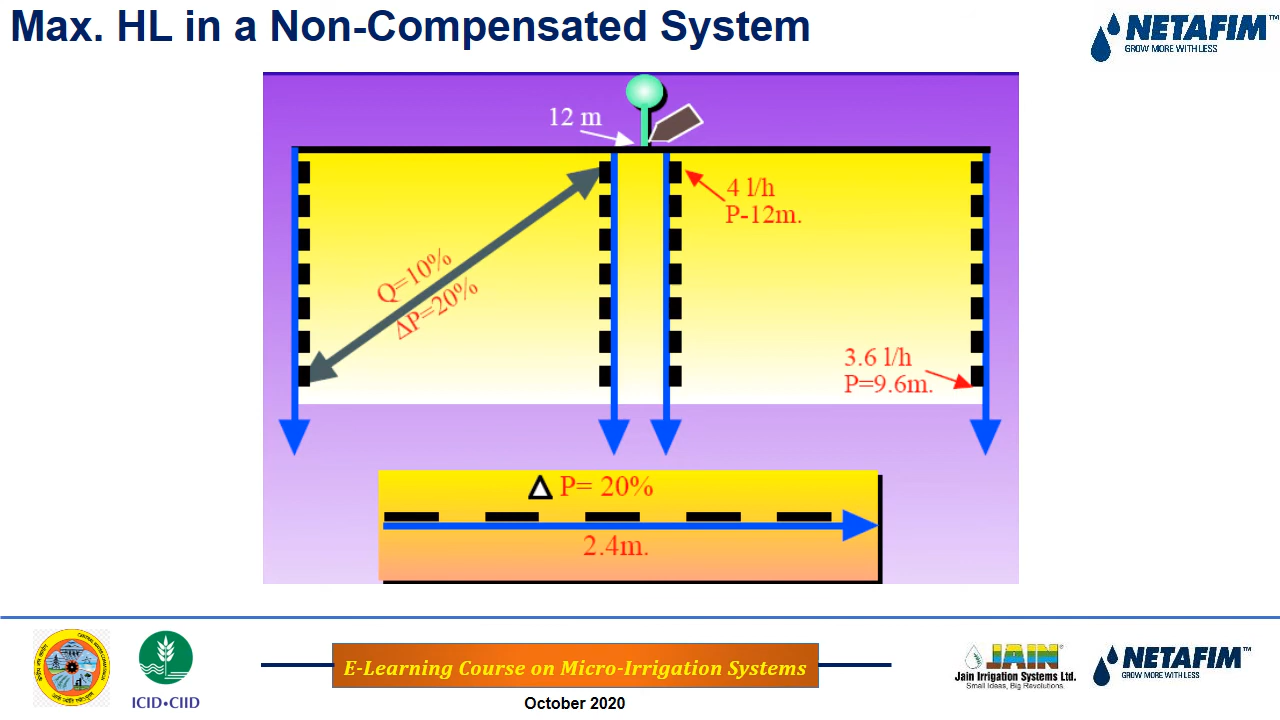 Max. HL in a Non-Compensated System
NETAFIM™
GROW MORE WITH LESS
12 m
4 l/h
P-12m.
Q=10%
ΔP=20%
3.6 l/h
P=9.6m.
Δ P= 20%
2.4m.
ICID•CIID
E-Learning Course on Micro-Irrigation Systems
October 2020
JAIN®
Jain Irrigation Systems Ltd.
Small Ideas, Big Revolutions.
NETAFIM™
GROW MORE WITH LESS